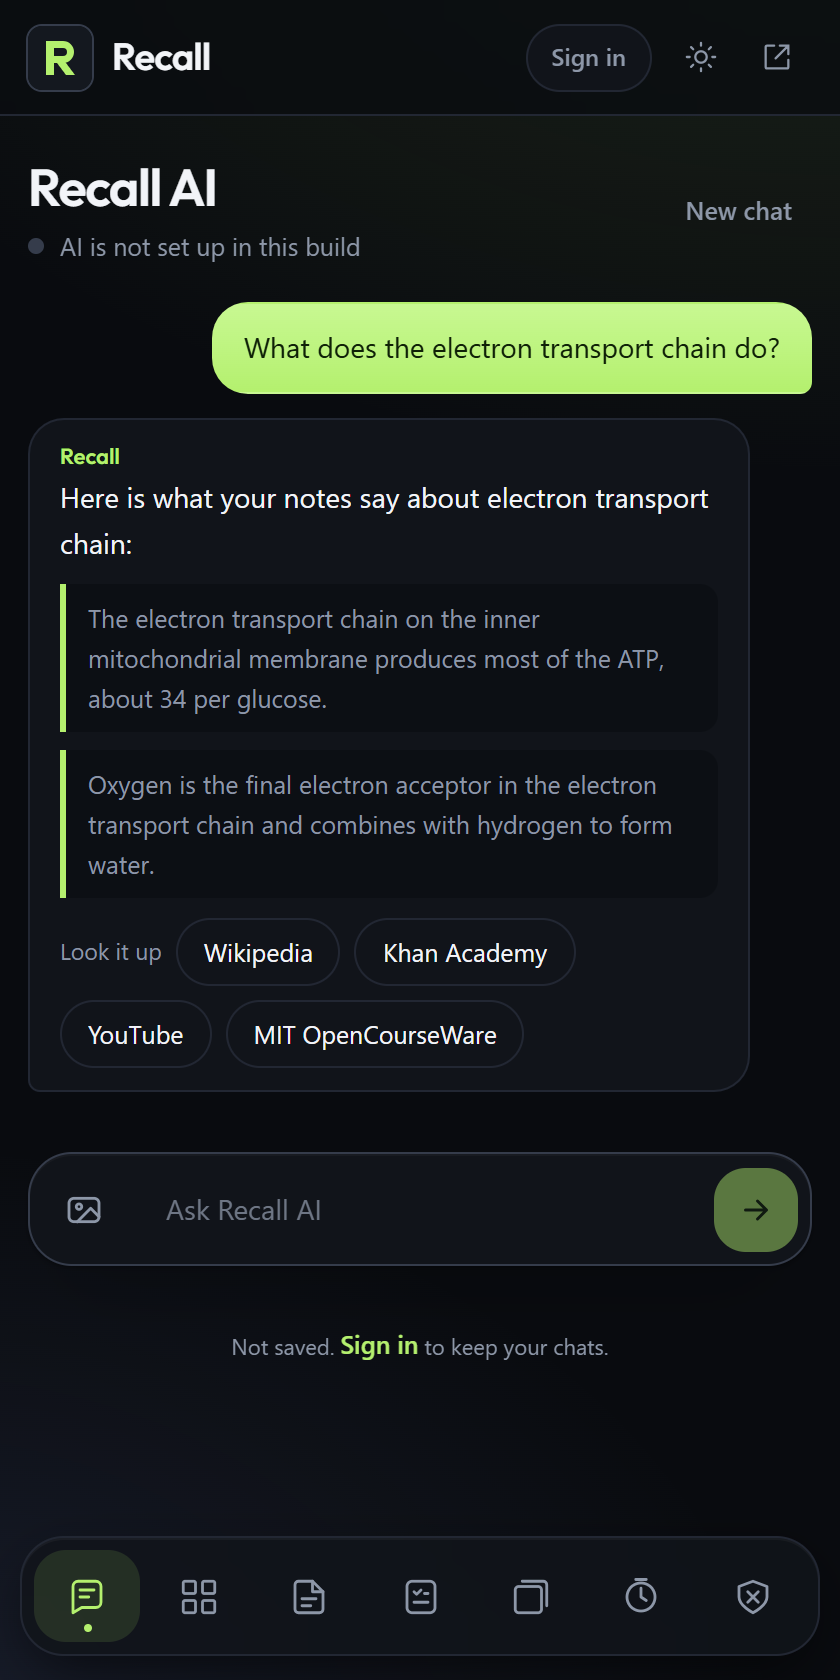 R Recall
Sign in
Recall AI
New chat
AI is not set up in this build
What does the electron transport chain do?
Recall
Here is what your notes say about electron transport
chain:
The electron transport chain on the inner
mitochondrial membrane produces most of the ATP,
about 34 per glucose.
Oxygen is the final electron acceptor in the electron
transport chain and combines with hydrogen to form
water.
Look it up Wikipedia Khan Academy
YouTube MIT OpenCourseWare
Ask Recall AI
Not saved. Sign in to keep your chats.